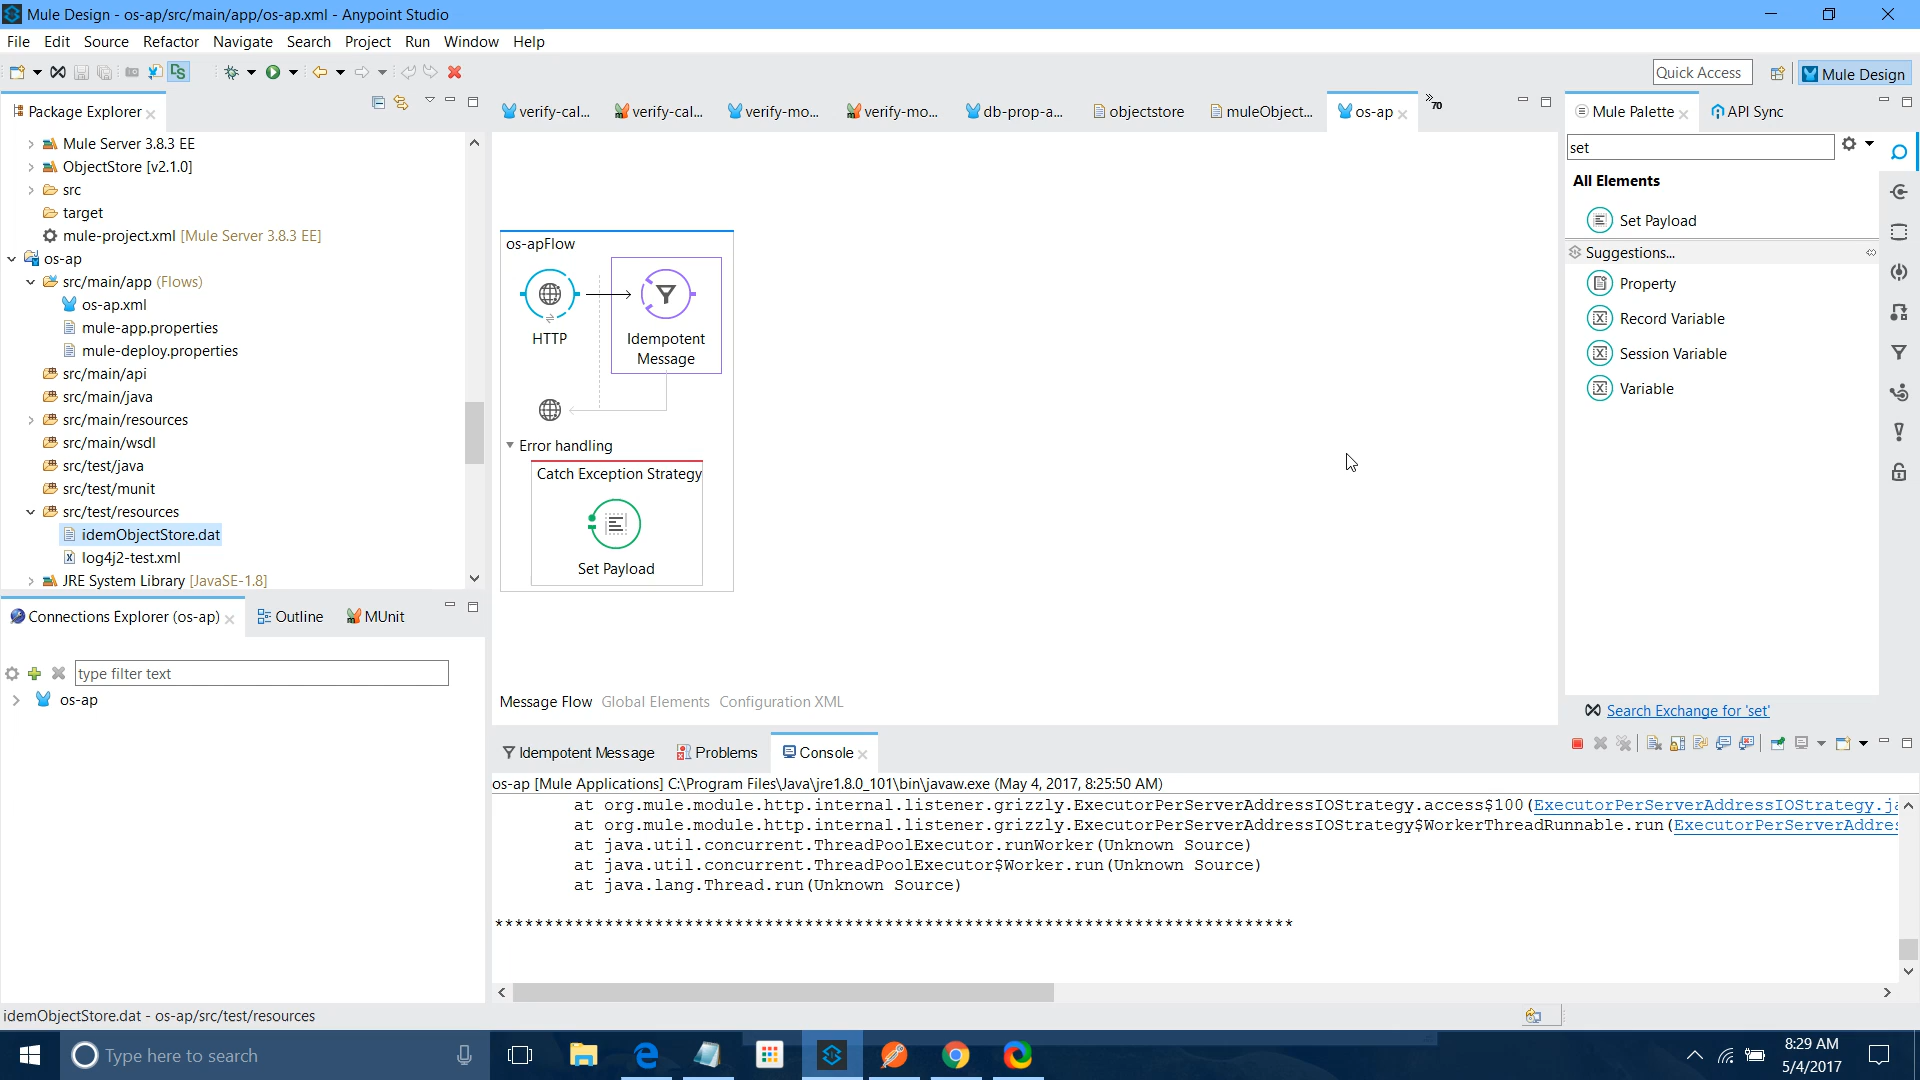 Mule Design - os-ap/src/main/app/os-ap.xml - Anypoint Studio
File Edit Source Refactor Navigate Search Project Run Window Help
Quick Access
Mule Design
Package Explorer
Mule Server 3.8.3 EE
ObjectStore [v2.1.0]
src
target
mule-project.xml [Mule Server 3.8.3 EE]
os-ap
src/main/app (Flows)
os-ap.xml
mule-app.properties
mule-deploy.properties
src/main/api
src/main/java
src/main/resources
src/main/wsdl
src/test/java
src/test/munit
src/test/resources
idemObjectStore.dat
log4j2-test.xml
JRE System Library [JavaSE-1.8]
Connections Explorer (os-ap)
Outline
MUnit
type filter text
os-ap
verify-cal...
verify-cal...
verify-mo...
verify-mo...
db-prop-a...
objectstore
muleObject...
os-ap
»70
os-apFlow
HTTP
Idempotent
Message
Error handling
Catch Exception Strategy
Set Payload
Message Flow Global Elements Configuration XML
Mule Palette
API Sync
set
All Elements
Set Payload
Suggestions...
Property
Record Variable
Session Variable
Variable
Search Exchange for 'set'
Idempotent Message
Problems
Console
os-ap [Mule Applications] C:\Program Files\Java\jre1.8.0_101\bin\javaw.exe (May 4, 2017, 8:25:50 AM)
at org.mule.module.http.internal.listener.grizzly.ExecutorPerServerAddressIOStrategy.access$100(ExecutorPerServerAddressIOStrategy.ja
at org.mule.module.http.internal.listener.grizzly.ExecutorPerServerAddressIOStrategy$WorkerThreadRunnable.run(ExecutorPerServerAddres
at java.util.concurrent.ThreadPoolExecutor.runWorker(Unknown Source)
at java.util.concurrent.ThreadPoolExecutor$Worker.run(Unknown Source)
at java.lang.Thread.run(Unknown Source)
********************************************************************************
idemObjectStore.dat - os-ap/src/test/resources
Type here to search
8:29 AM
5/4/2017